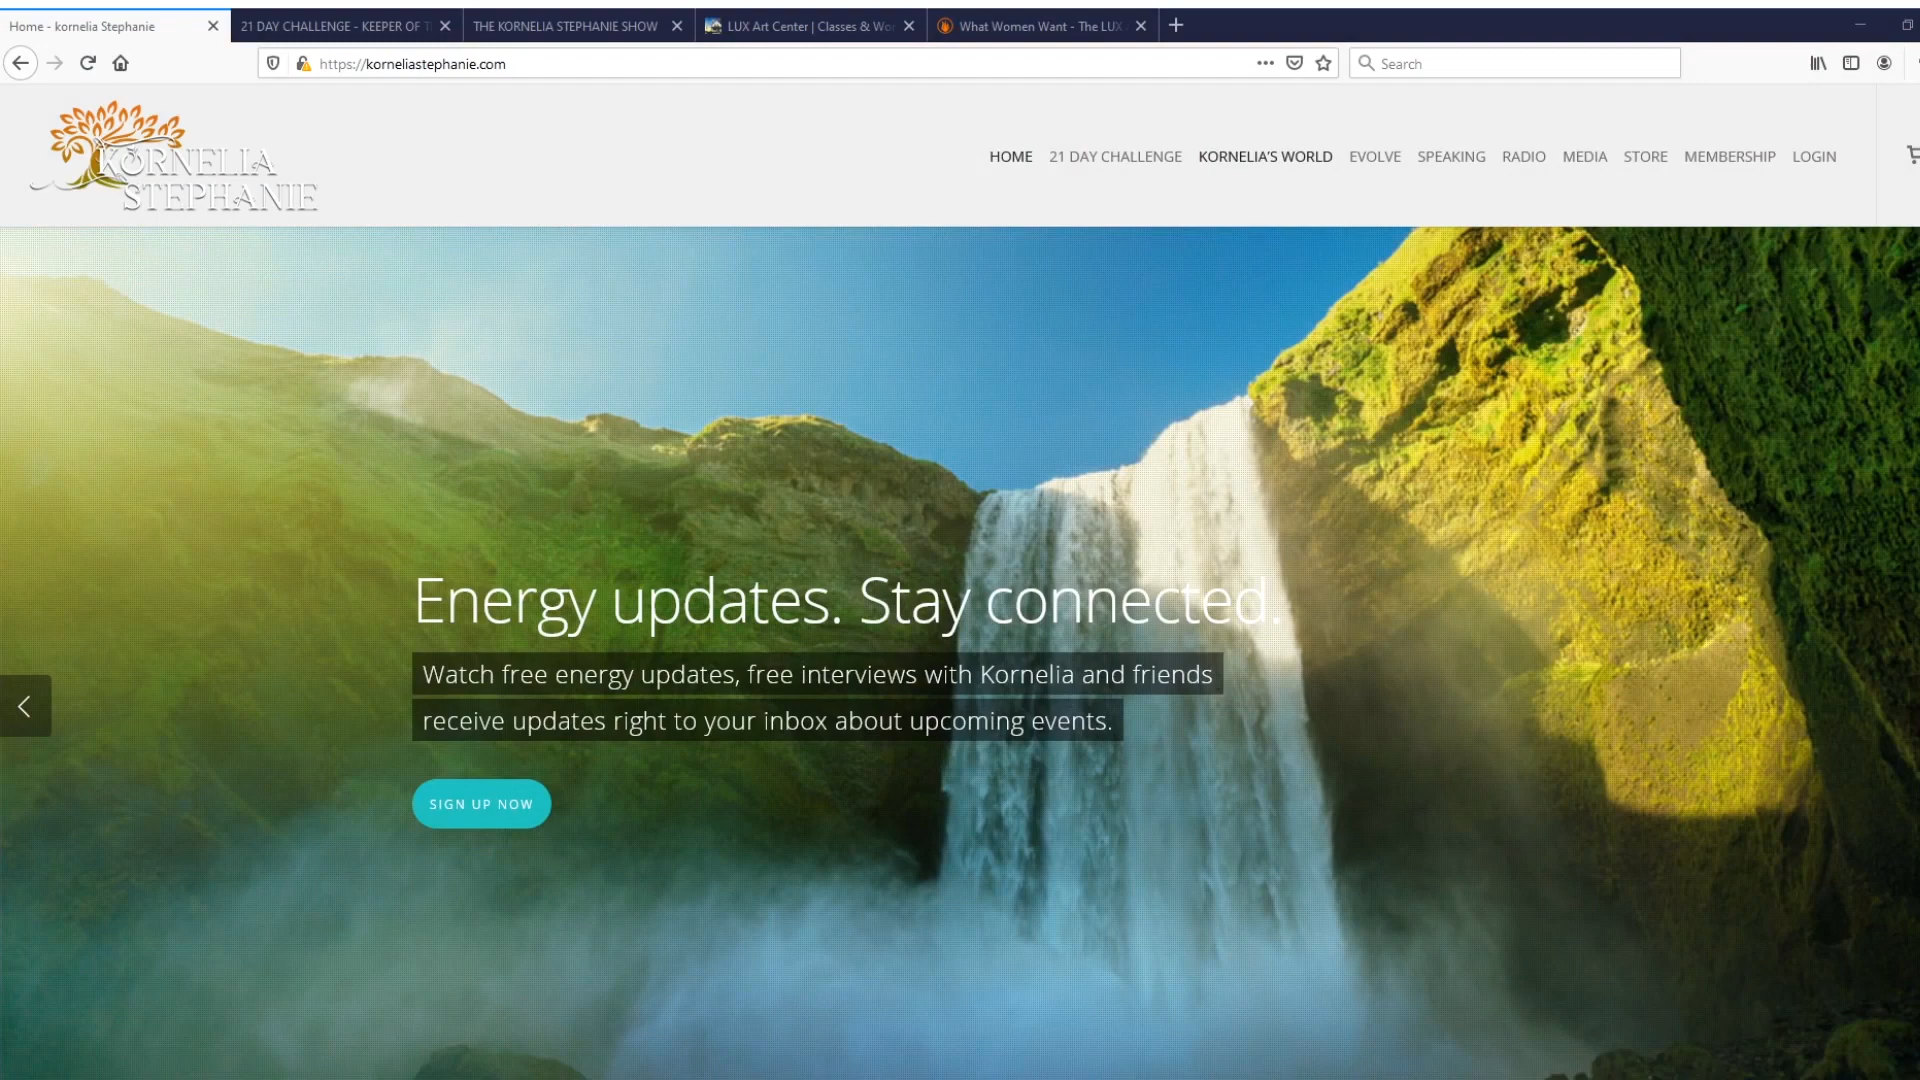 Home - kornelia Stephanie
21 DAY CHALLENGE - KEEPER OF T
THE KORNELIA STEPHANIE SHOW
LUX Art Center | Classes & Wor
What Women Want - The LUX
https://korneliastephanie.com
Search
KORNELIA
STEPHANIE
HOME 21 DAY CHALLENGE KORNELIA'S WORLD EVOLVE SPEAKING RADIO MEDIA STORE MEMBERSHIP LOGIN
Energy updates. Stay connected.
Watch free energy updates, free interviews with Kornelia and friends
receive updates right to your inbox about upcoming events.
SIGN UP NOW